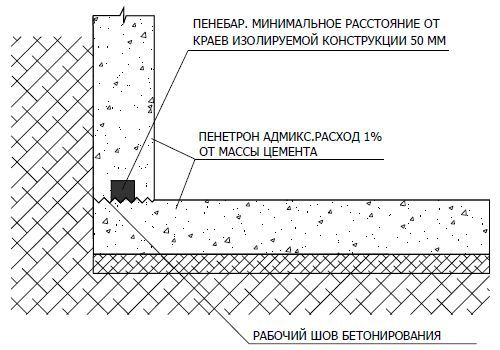 ПЕНЕБАР. МИНИМАЛЬНОЕ РАССТОЯНИЕ ОТ
КРАЕВ ИЗОЛИРУЕМОЙ КОНСТРУКЦИИ 50 ММ
ПЕНЕТРОН АДМИКС.РАСХОД 1%
ОТ МАССЫ ЦЕМЕНТА
РАБОЧИЙ ШОВ БЕТОНИРОВАНИЯ